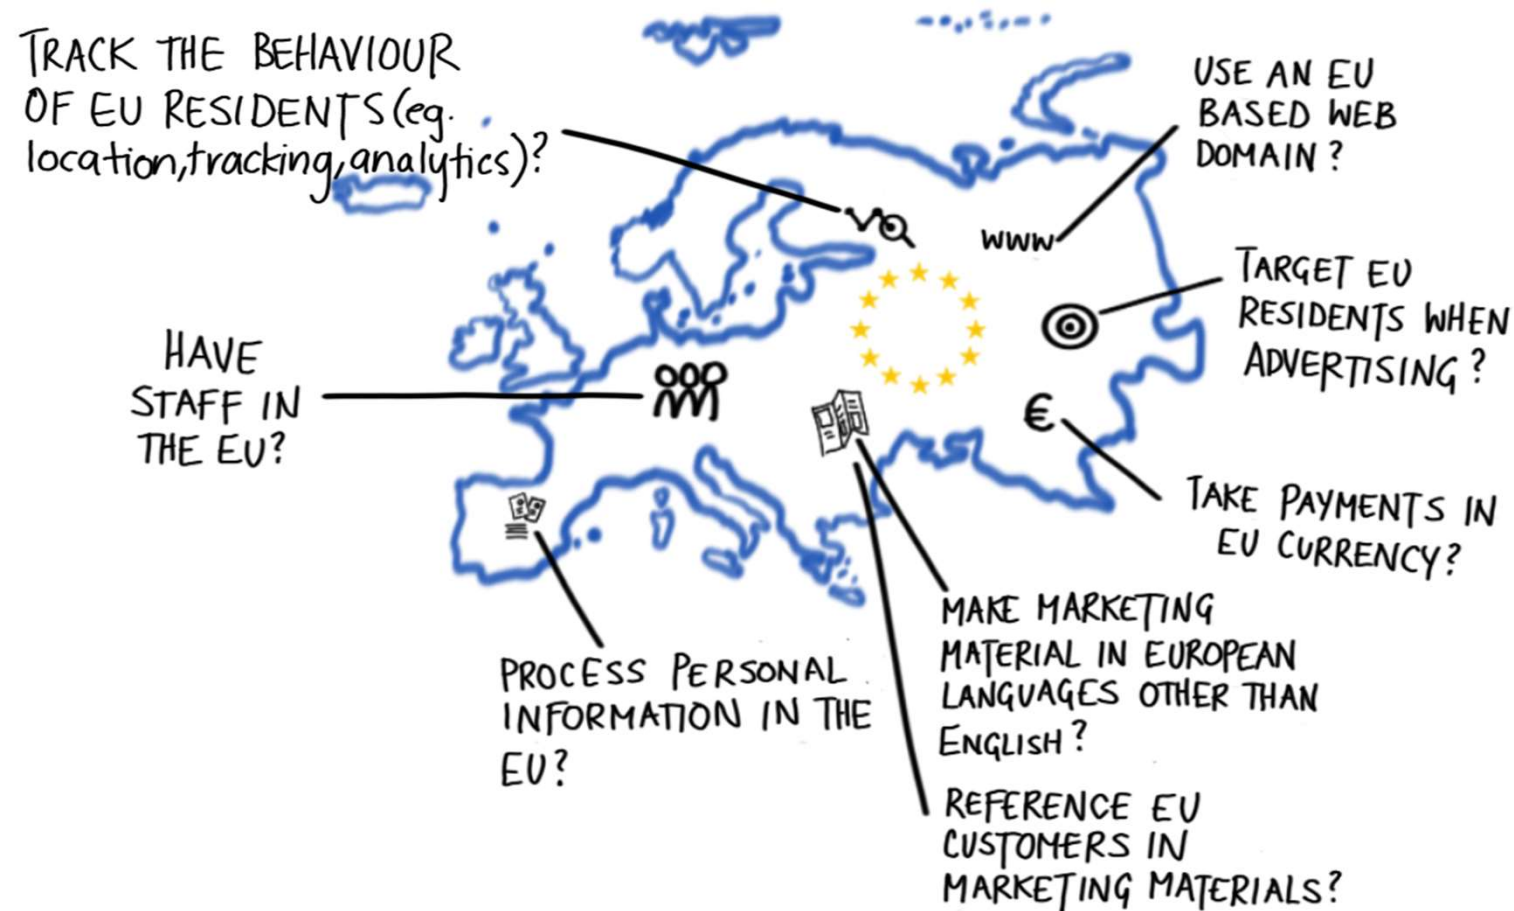 TRACK THE BEHAVIOUR
OF EU RESIDENTS (eg.
location, tracking, analytics)?
USE AN EU
BASED WEB
DOMAIN?
WWW
TARGET EU
RESIDENTS WHEN
ADVERTISING?
HAVE
STAFF IN
THE EU?
€
TAKE PAYMENTS IN
EU CURRENCY?
PROCESS PERSONAL
INFORMATION IN THE
EU?
MAKE MARKETING
MATERIAL IN EUROPEAN
LANGUAGES OTHER THAN
ENGLISH?
REFERENCE EU
CUSTOMERS IN
MARKETING MATERIALS?